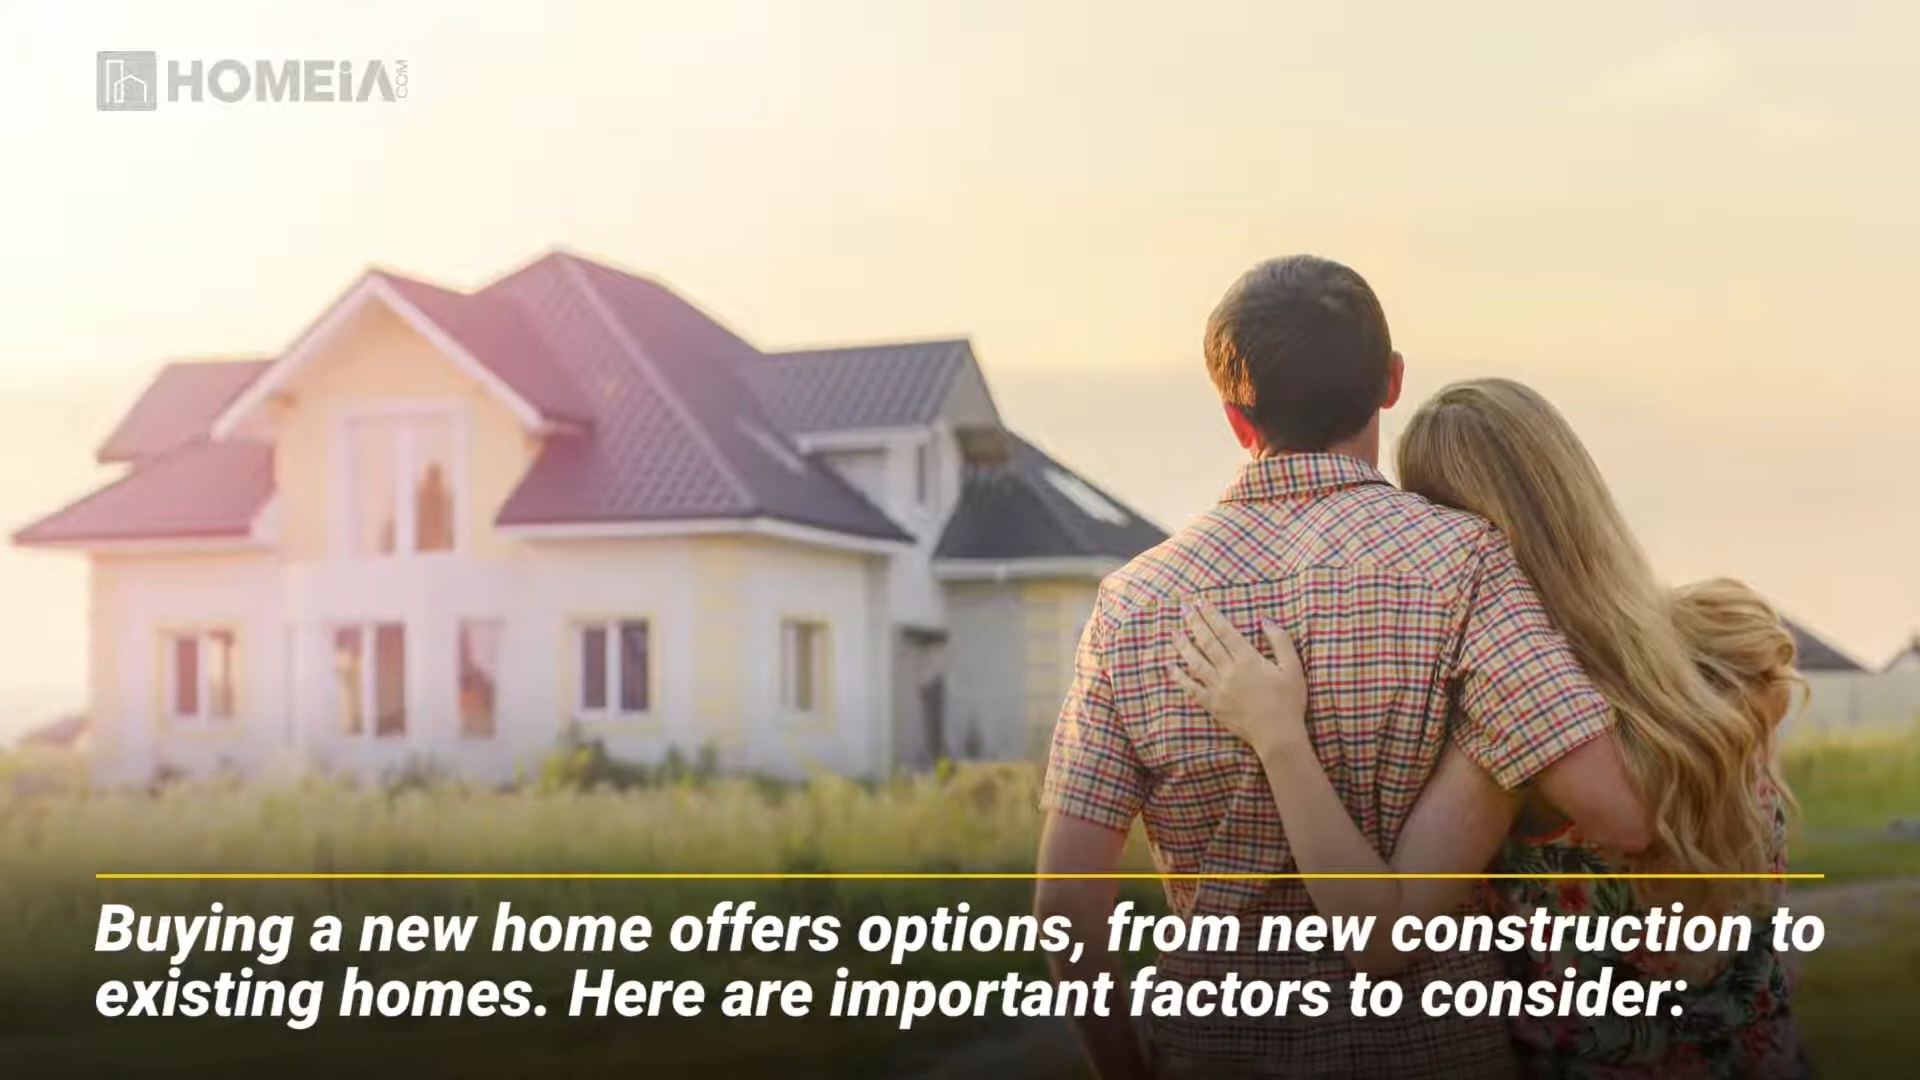 HOMEiA.COM
Buying a new home offers options, from new construction to
existing homes. Here are important factors to consider: